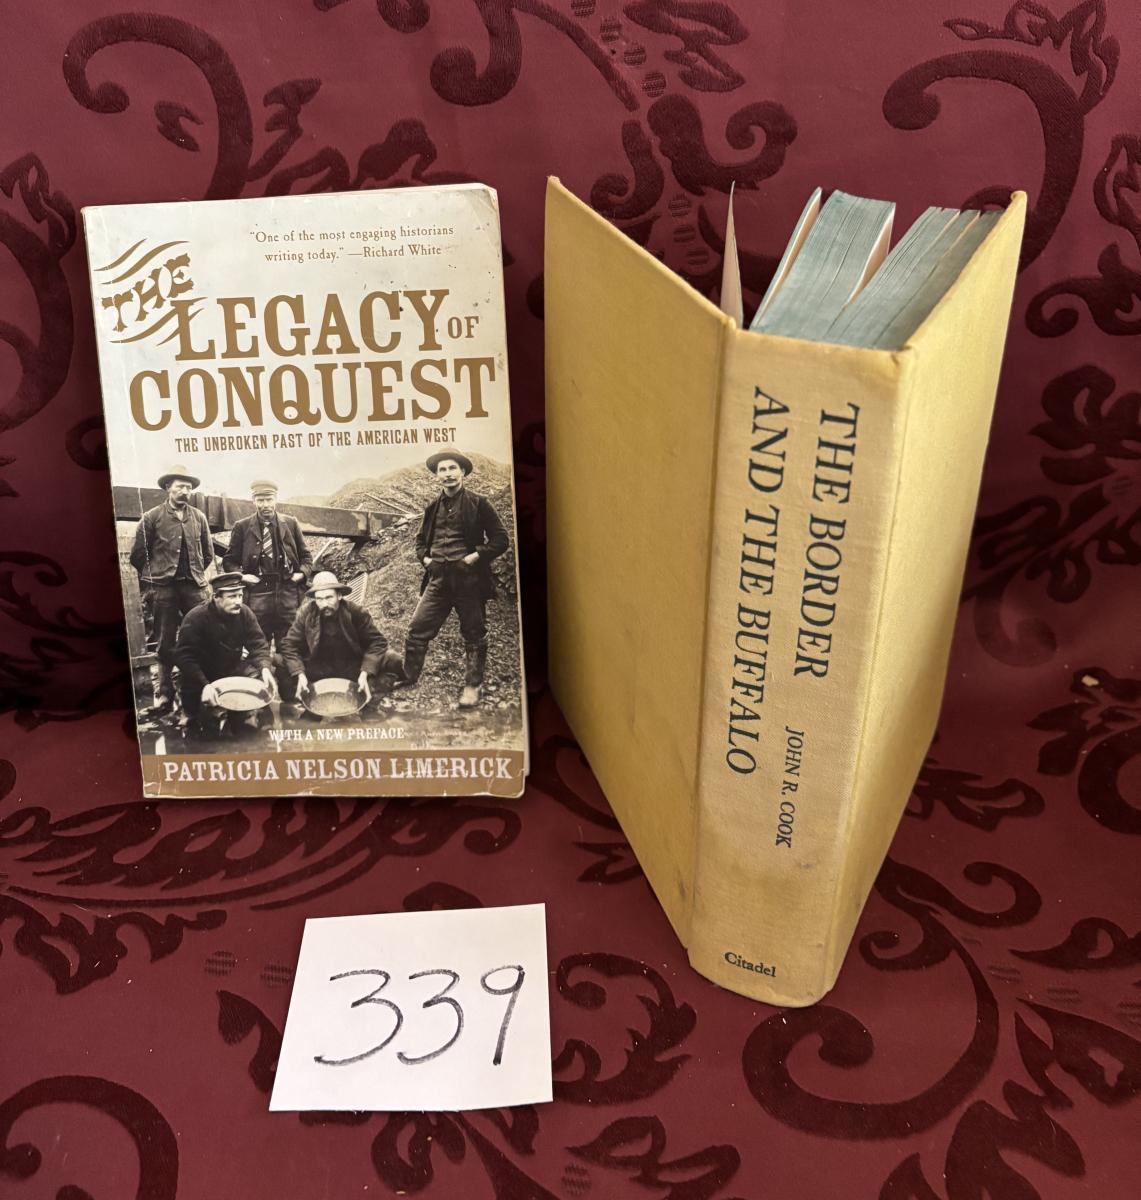 "One of the most engaging historians
writing today." —Richard White
THE
LEGACY OF
CONQUEST
THE UNBROKEN PAST OF THE AMERICAN WEST
WITH A NEW PREFACE
PATRICIA NELSON LIMERICK
THE BORDER
AND THE BUFFALO
JOHN R. COOK
Citadel
339